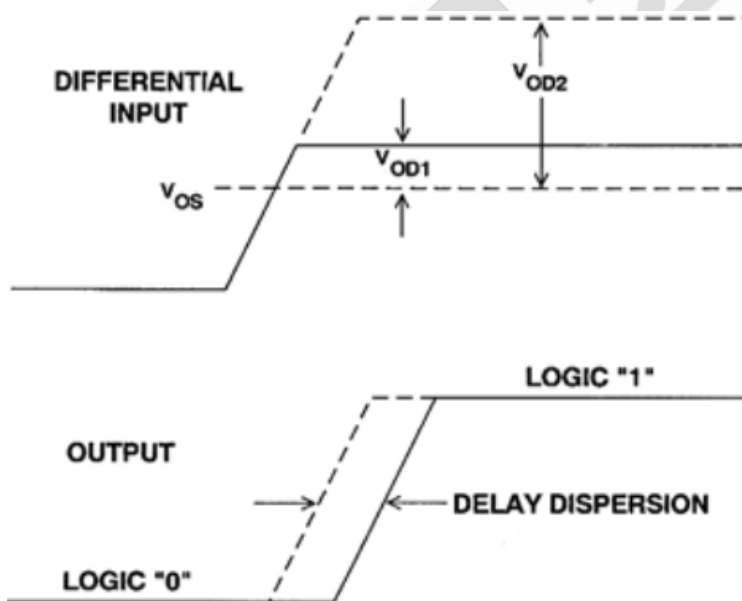 DIFFERENTIAL
INPUT
VOD2
VOD1
VOS
LOGIC "1"
OUTPUT
DELAY DISPERSION
LOGIC "0"